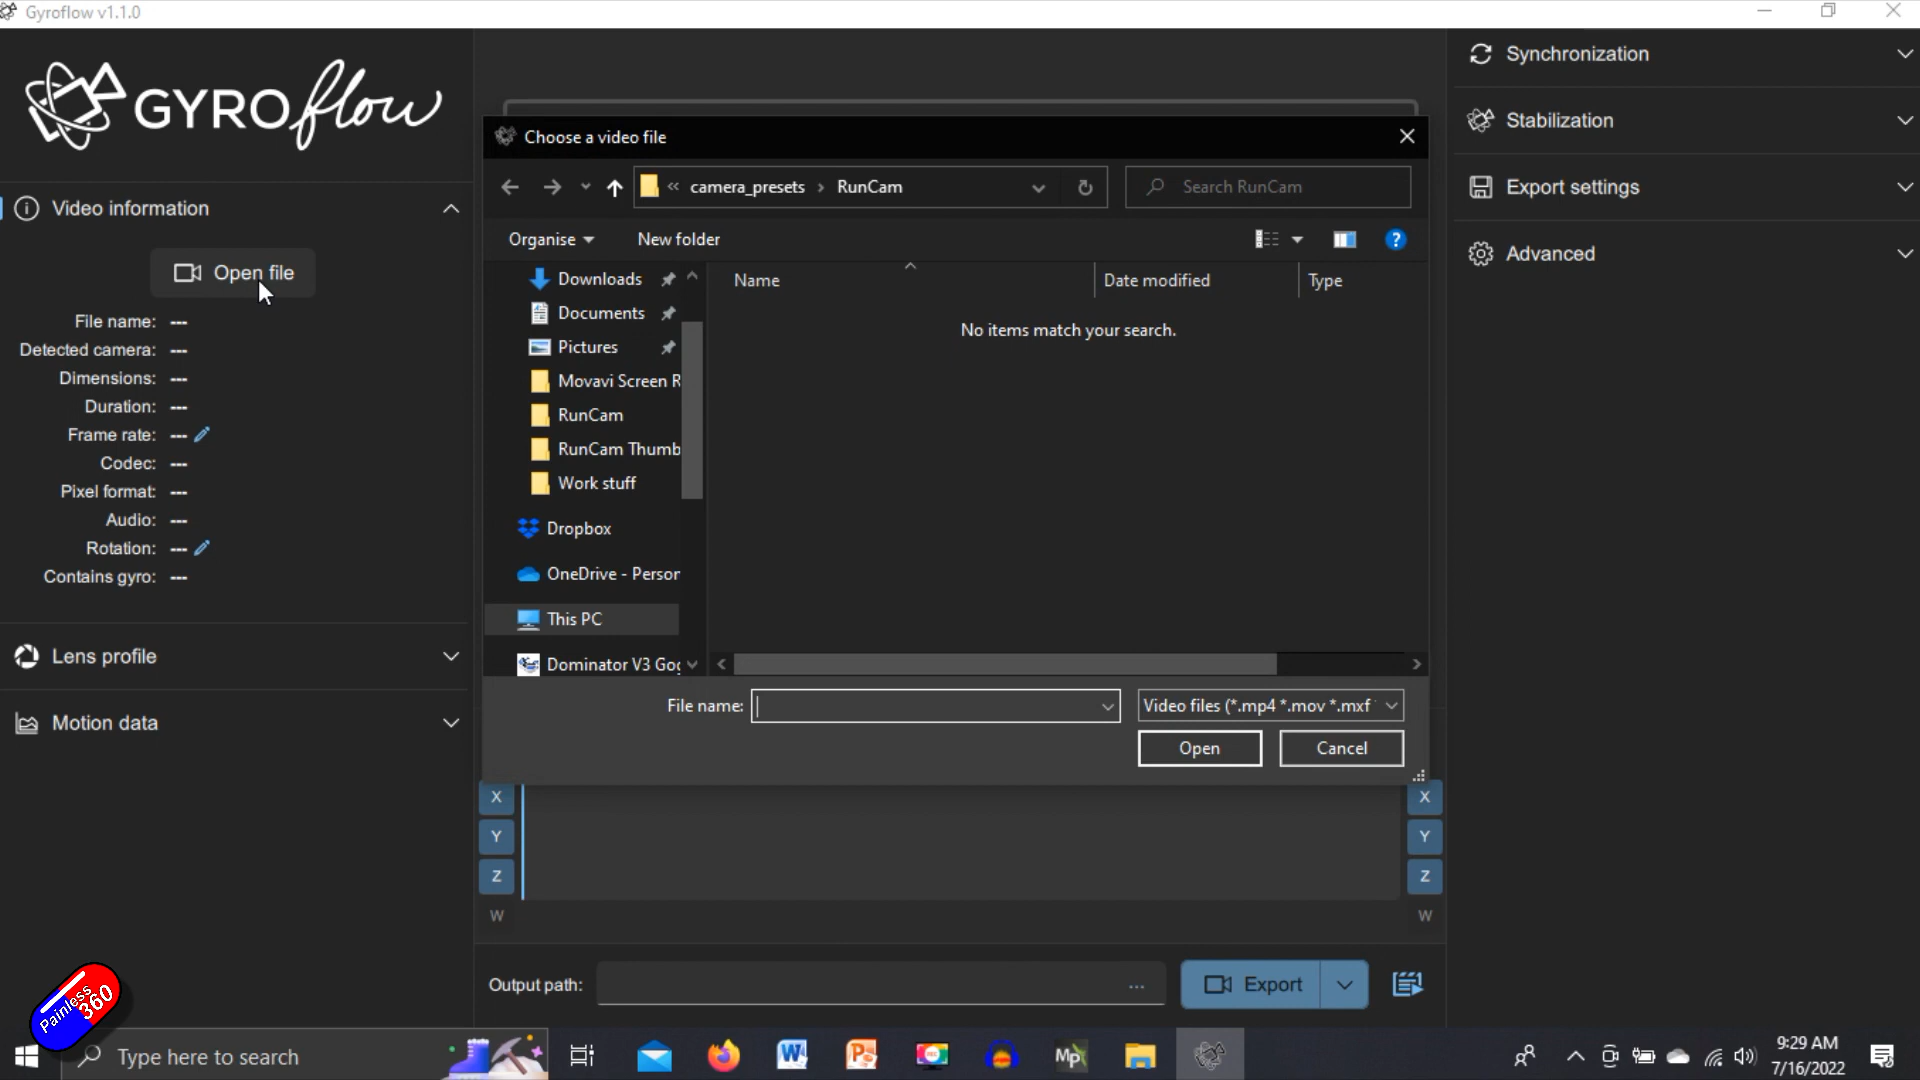 Gyroflow v1.1.0
GYROflow
Video information
Open file
File name: ---
Detected camera: ---
Dimensions: ---
Duration: ---
Frame rate: ---
Codec: ---
Pixel format: ---
Audio: ---
Rotation: ---
Contains gyro: ---
Lens profile
Motion data
Choose a video file
« camera_presets › RunCam
Search RunCam
Organise
New folder
Downloads
Documents
Pictures
Movavi Screen R
RunCam
RunCam Thumb
Work stuff
Dropbox
OneDrive - Person
This PC
Dominator V3 Gog
Name
Date modified
Type
No items match your search.
File name:
Video files (*.mp4 *.mov *.mxf
Open
Cancel
X
Y
Z
W
X
Y
Z
W
Output path:
...
Export
Synchronization
Stabilization
Export settings
Advanced
Painless
360
Type here to search
9:29 AM
7/16/2022